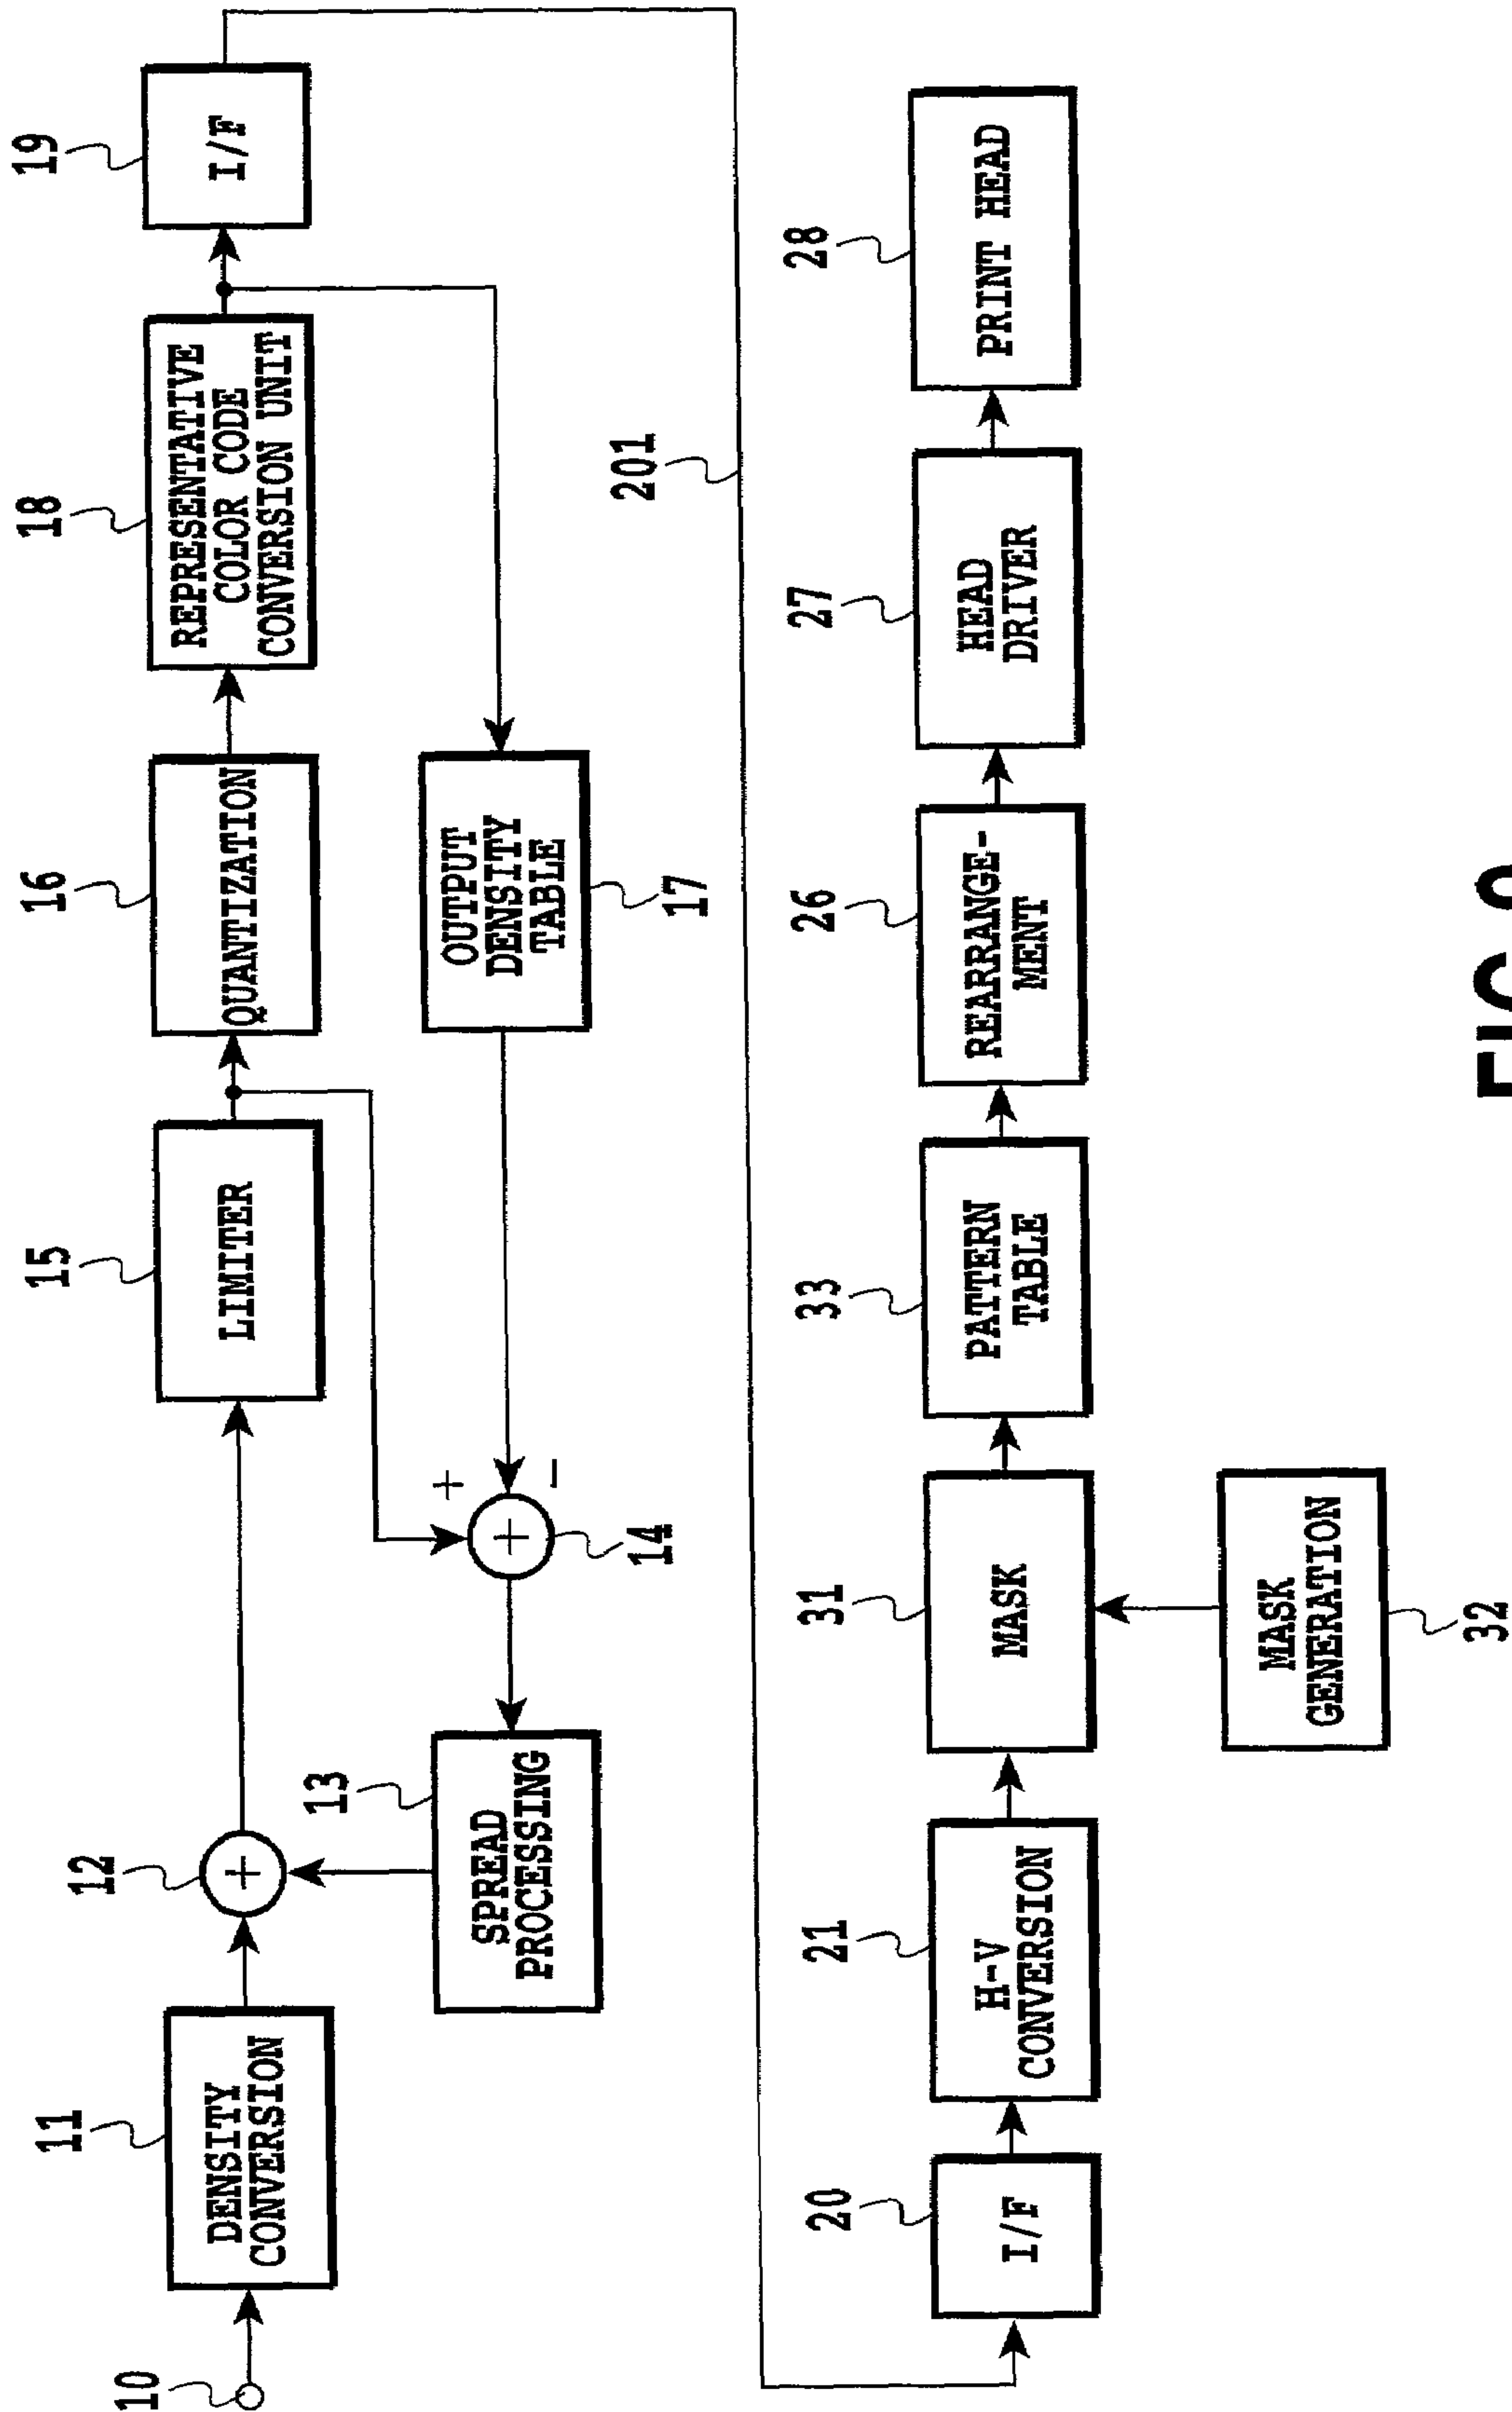 10
11
DENSITY
CONVERSION
12
+
13
SPREAD
PROCESSING
14
+
+
−
15
LIMITER
16
QUANTIZATION
17
OUTPUT
DENSITY
TABLE
18
REPRESENTATIVE
COLOR CODE
CONVERSION UNIT
19
I/F
201
20
I/F
21
H-V
CONVERSION
31
MASK
32
MASK
GENERATION
33
PATTERN
TABLE
26
REARRANGE-
MENT
27
HEAD
DRIVER
28
PRINT HEAD